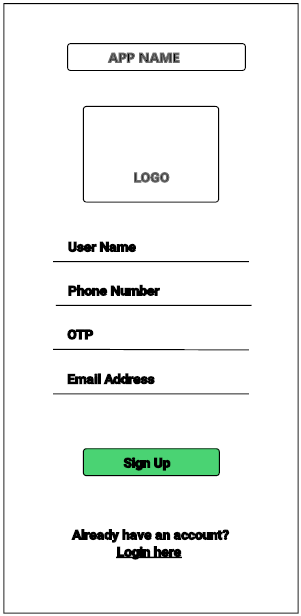 APP NAME
LOGO
User Name
Phone Number
OTP
Email Address
Sign Up
Already have an account?
Login here